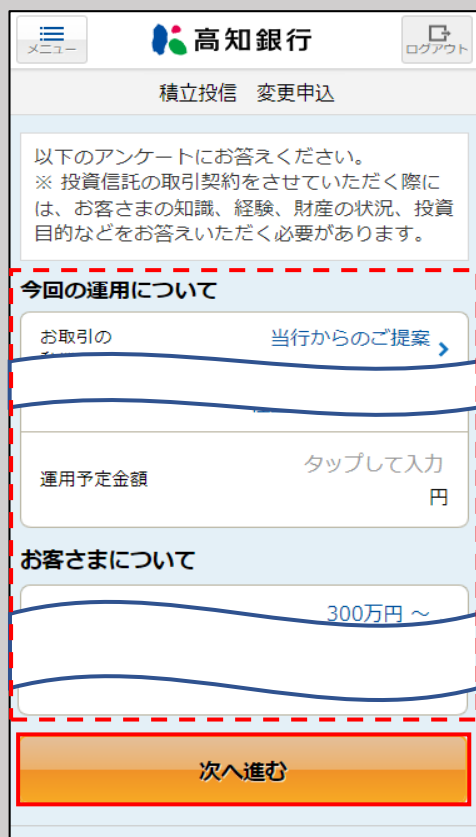 メニュー
高知銀行
ログアウト
積立投信 変更申込
以下のアンケートにお答えください。
※ 投資信託の取引契約をさせていただく際に
は、お客さまの知識、経験、財産の状況、投資
目的などをお答えいただく必要があります。
今回の運用について
お取引の
当行からのご提案
タップして入力
運用予定金額
円
お客さまについて
300万円 ～
次へ進む